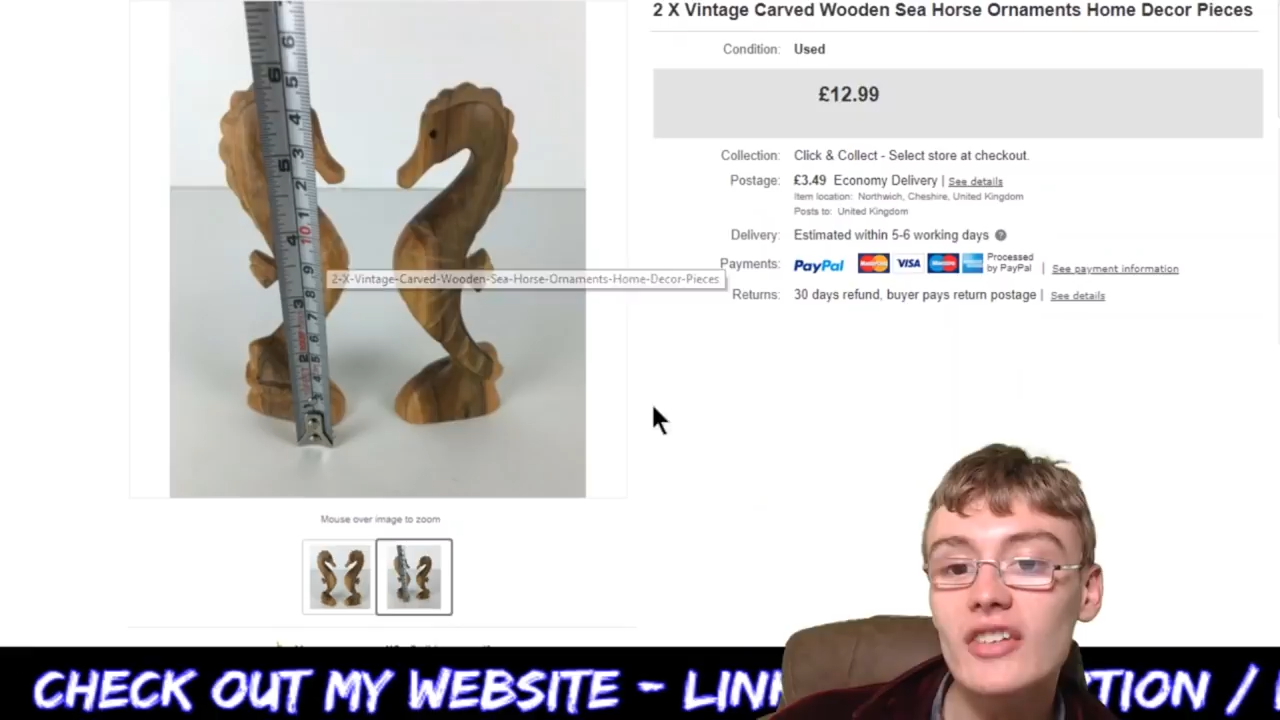 2 X Vintage Carved Wooden Sea Horse Ornaments Home Decor Pieces
Condition: Used
£12.99
Collection: Click & Collect - Select store at checkout.
Postage: £3.49 Economy Delivery | See details
Item location: Northwich, Cheshire, United Kingdom
Posts to: United Kingdom
Delivery: Estimated within 5-6 working days
Payments: PayPal MasterCard VISA Processed by PayPal | See payment information
Returns: 30 days refund, buyer pays return postage | See details
2-X-Vintage-Carved-Wooden-Sea-Horse-Ornaments-Home-Decor-Pieces
Mouse over image to zoom
CHECK OUT MY WEBSITE - LIN TION /